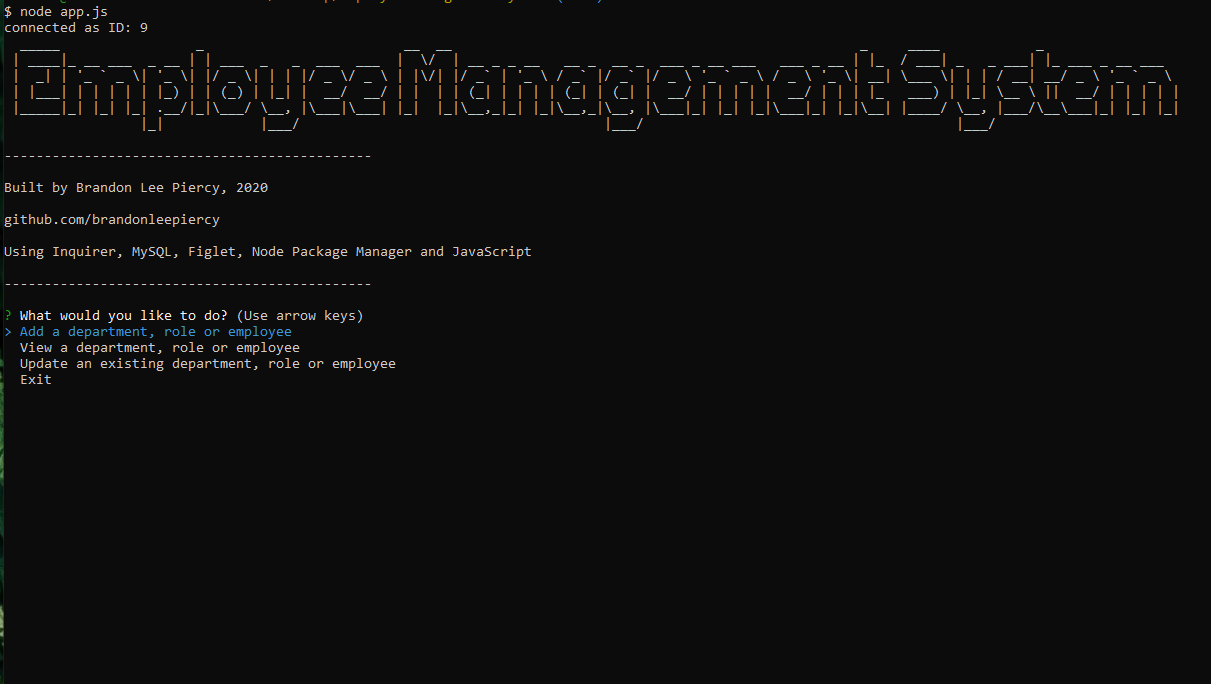 $ node app.js
connected as ID: 9
Employee Management System
---------------------------------------------
Built by Brandon Lee Piercy, 2020
github.com/brandonleepiercy
Using Inquirer, MySQL, Figlet, Node Package Manager and JavaScript
---------------------------------------------
? What would you like to do? (Use arrow keys)
> Add a department, role or employee
View a department, role or employee
Update an existing department, role or employee
Exit